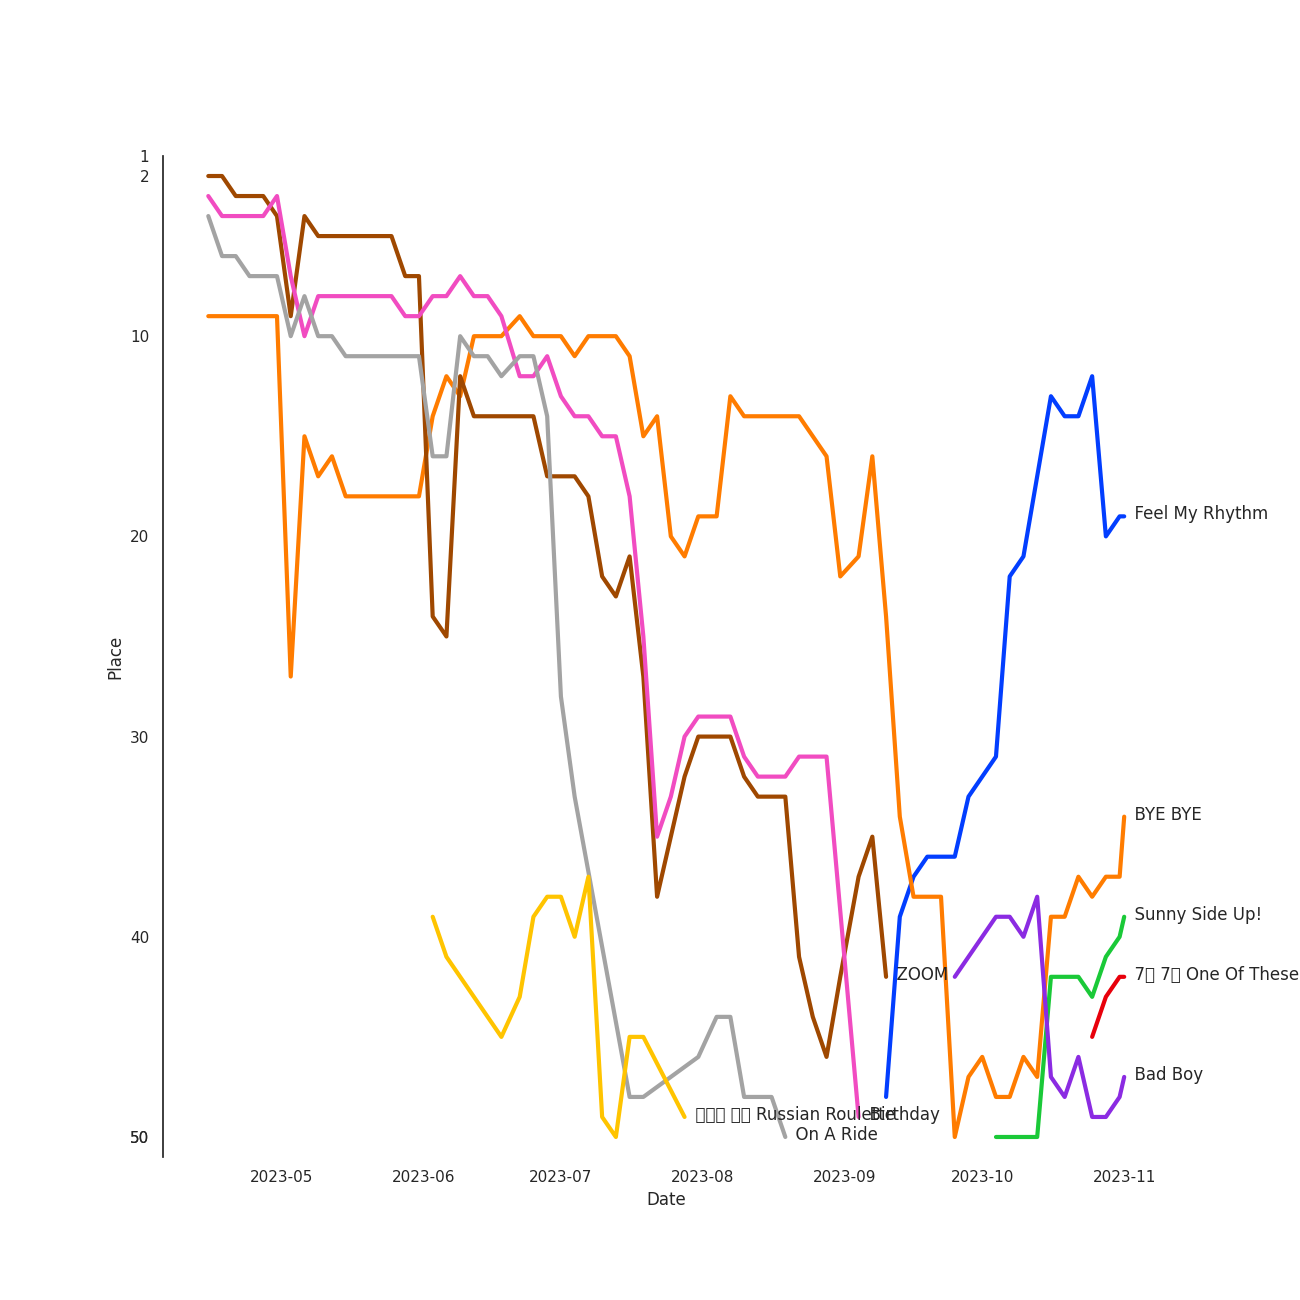 1
2
10
20
30
40
50
Place
2023-05
2023-06
2023-07
2023-08
2023-09
2023-10
2023-11
Date
Feel My Rhythm
BYE BYE
Sunny Side Up!
ZOOM
7 7 One Of These
Bad Boy
Russian Roulette
Birthday
On A Ride